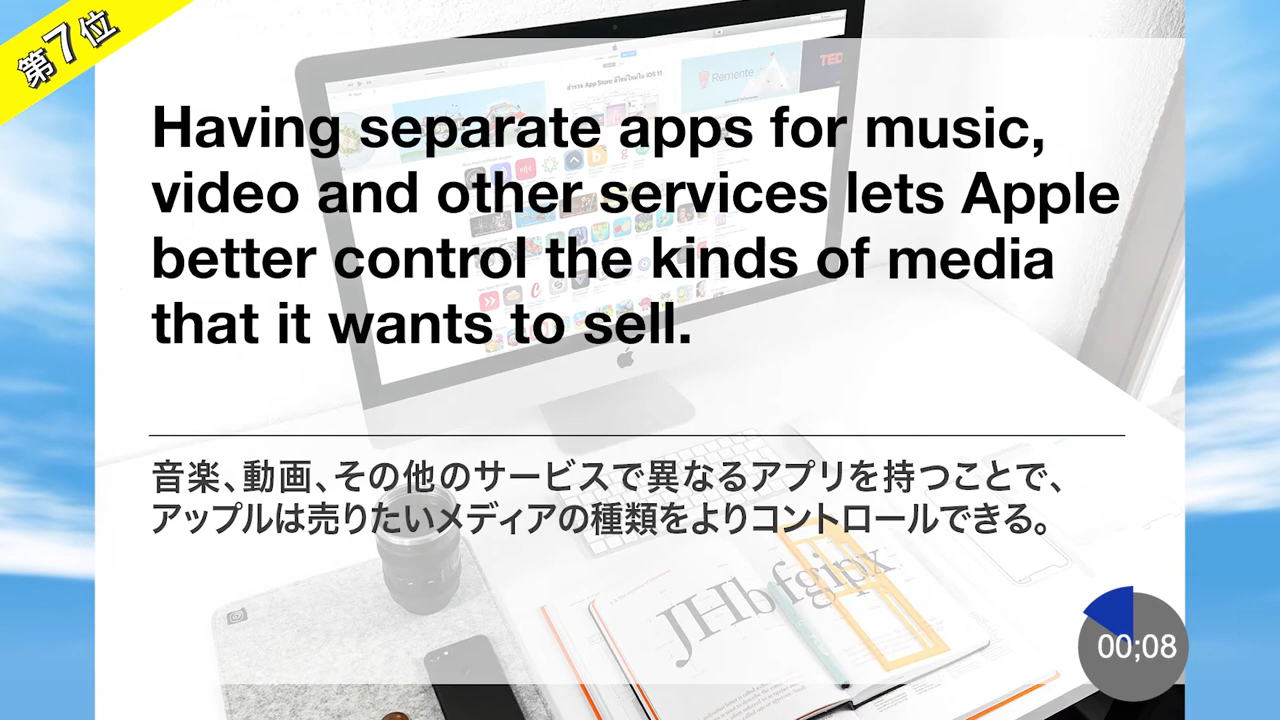 第7位
Having separate apps for music,
video and other services lets Apple
better control the kinds of media
that it wants to sell.
音楽、動画、その他のサービスで異なるアプリを持つことで、
アップルは売りたいメディアの種類をよりコントロールできる。
00;08
Remente
TED
JHbfgipx